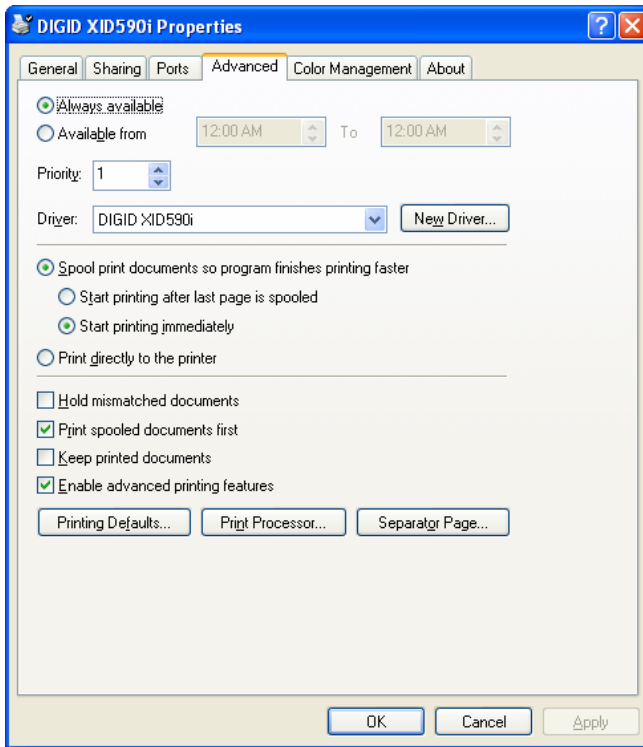 DIGID XID590i Properties
General Sharing Ports Advanced Color Management About
Always available
Available from 12:00 AM To 12:00 AM
Priority: 1
Driver: DIGID XID590i New Driver...
Spool print documents so program finishes printing faster
Start printing after last page is spooled
Start printing immediately
Print directly to the printer
Hold mismatched documents
Print spooled documents first
Keep printed documents
Enable advanced printing features
Printing Defaults... Print Processor... Separator Page...
OK Cancel Apply